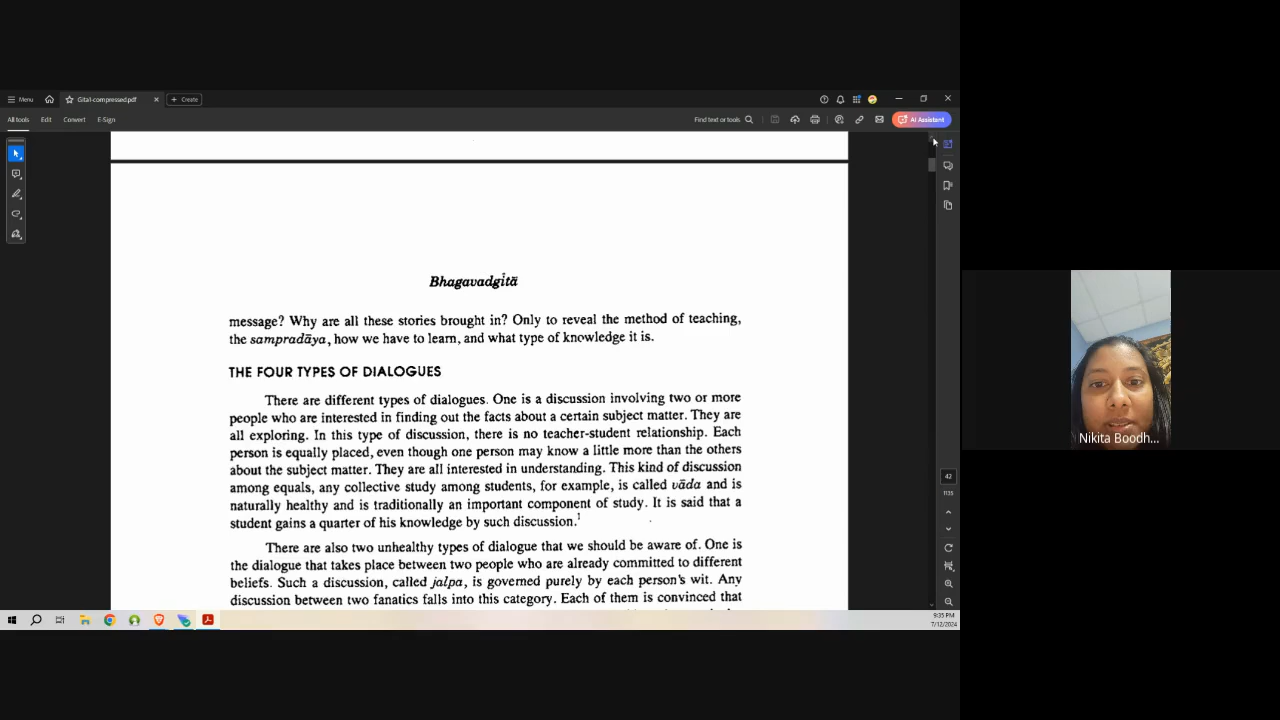 Menu
Gita1-compressed.pdf
Create
All tools
Edit
Convert
E-Sign
Find text or tools
AI Assistant
Bhagavadgītā
message? Why are all these stories brought in? Only to reveal the method of teaching,
the sampradāya, how we have to learn, and what type of knowledge it is.
THE FOUR TYPES OF DIALOGUES
There are different types of dialogues. One is a discussion involving two or more
people who are interested in finding out the facts about a certain subject matter. They are
all exploring. In this type of discussion, there is no teacher-student relationship. Each
person is equally placed, even though one person may know a little more than the others
about the subject matter. They are all interested in understanding. This kind of discussion
among equals, any collective study among students, for example, is called vāda and is
naturally healthy and is traditionally an important component of study. It is said that a
student gains a quarter of his knowledge by such discussion.1
There are also two unhealthy types of dialogue that we should be aware of. One is
the dialogue that takes place between two people who are already committed to different
beliefs. Such a discussion, called jalpa, is governed purely by each person's wit. Any
discussion between two fanatics falls into this category. Each of them is convinced that
42
1135
9:35 PM
7/12/2024
Nikita Boodh...